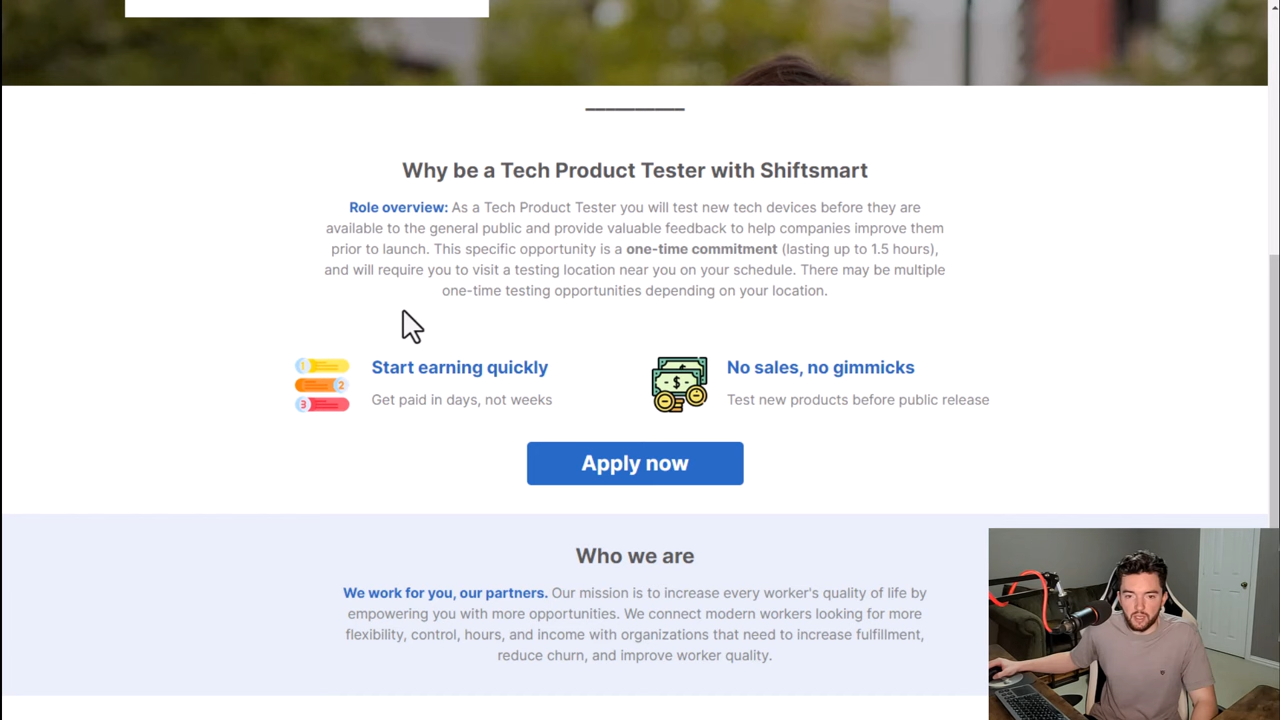 Why be a Tech Product Tester with Shiftsmart
Role overview: As a Tech Product Tester you will test new tech devices before they are
available to the general public and provide valuable feedback to help companies improve them
prior to launch. This specific opportunity is a one-time commitment (lasting up to 1.5 hours),
and will require you to visit a testing location near you on your schedule. There may be multiple
one-time testing opportunities depending on your location.
1
2
3
Start earning quickly
Get paid in days, not weeks
$
No sales, no gimmicks
Test new products before public release
Apply now
Who we are
We work for you, our partners. Our mission is to increase every worker's quality of life by
empowering you with more opportunities. We connect modern workers looking for more
flexibility, control, hours, and income with organizations that need to increase fulfillment,
reduce churn, and improve worker quality.